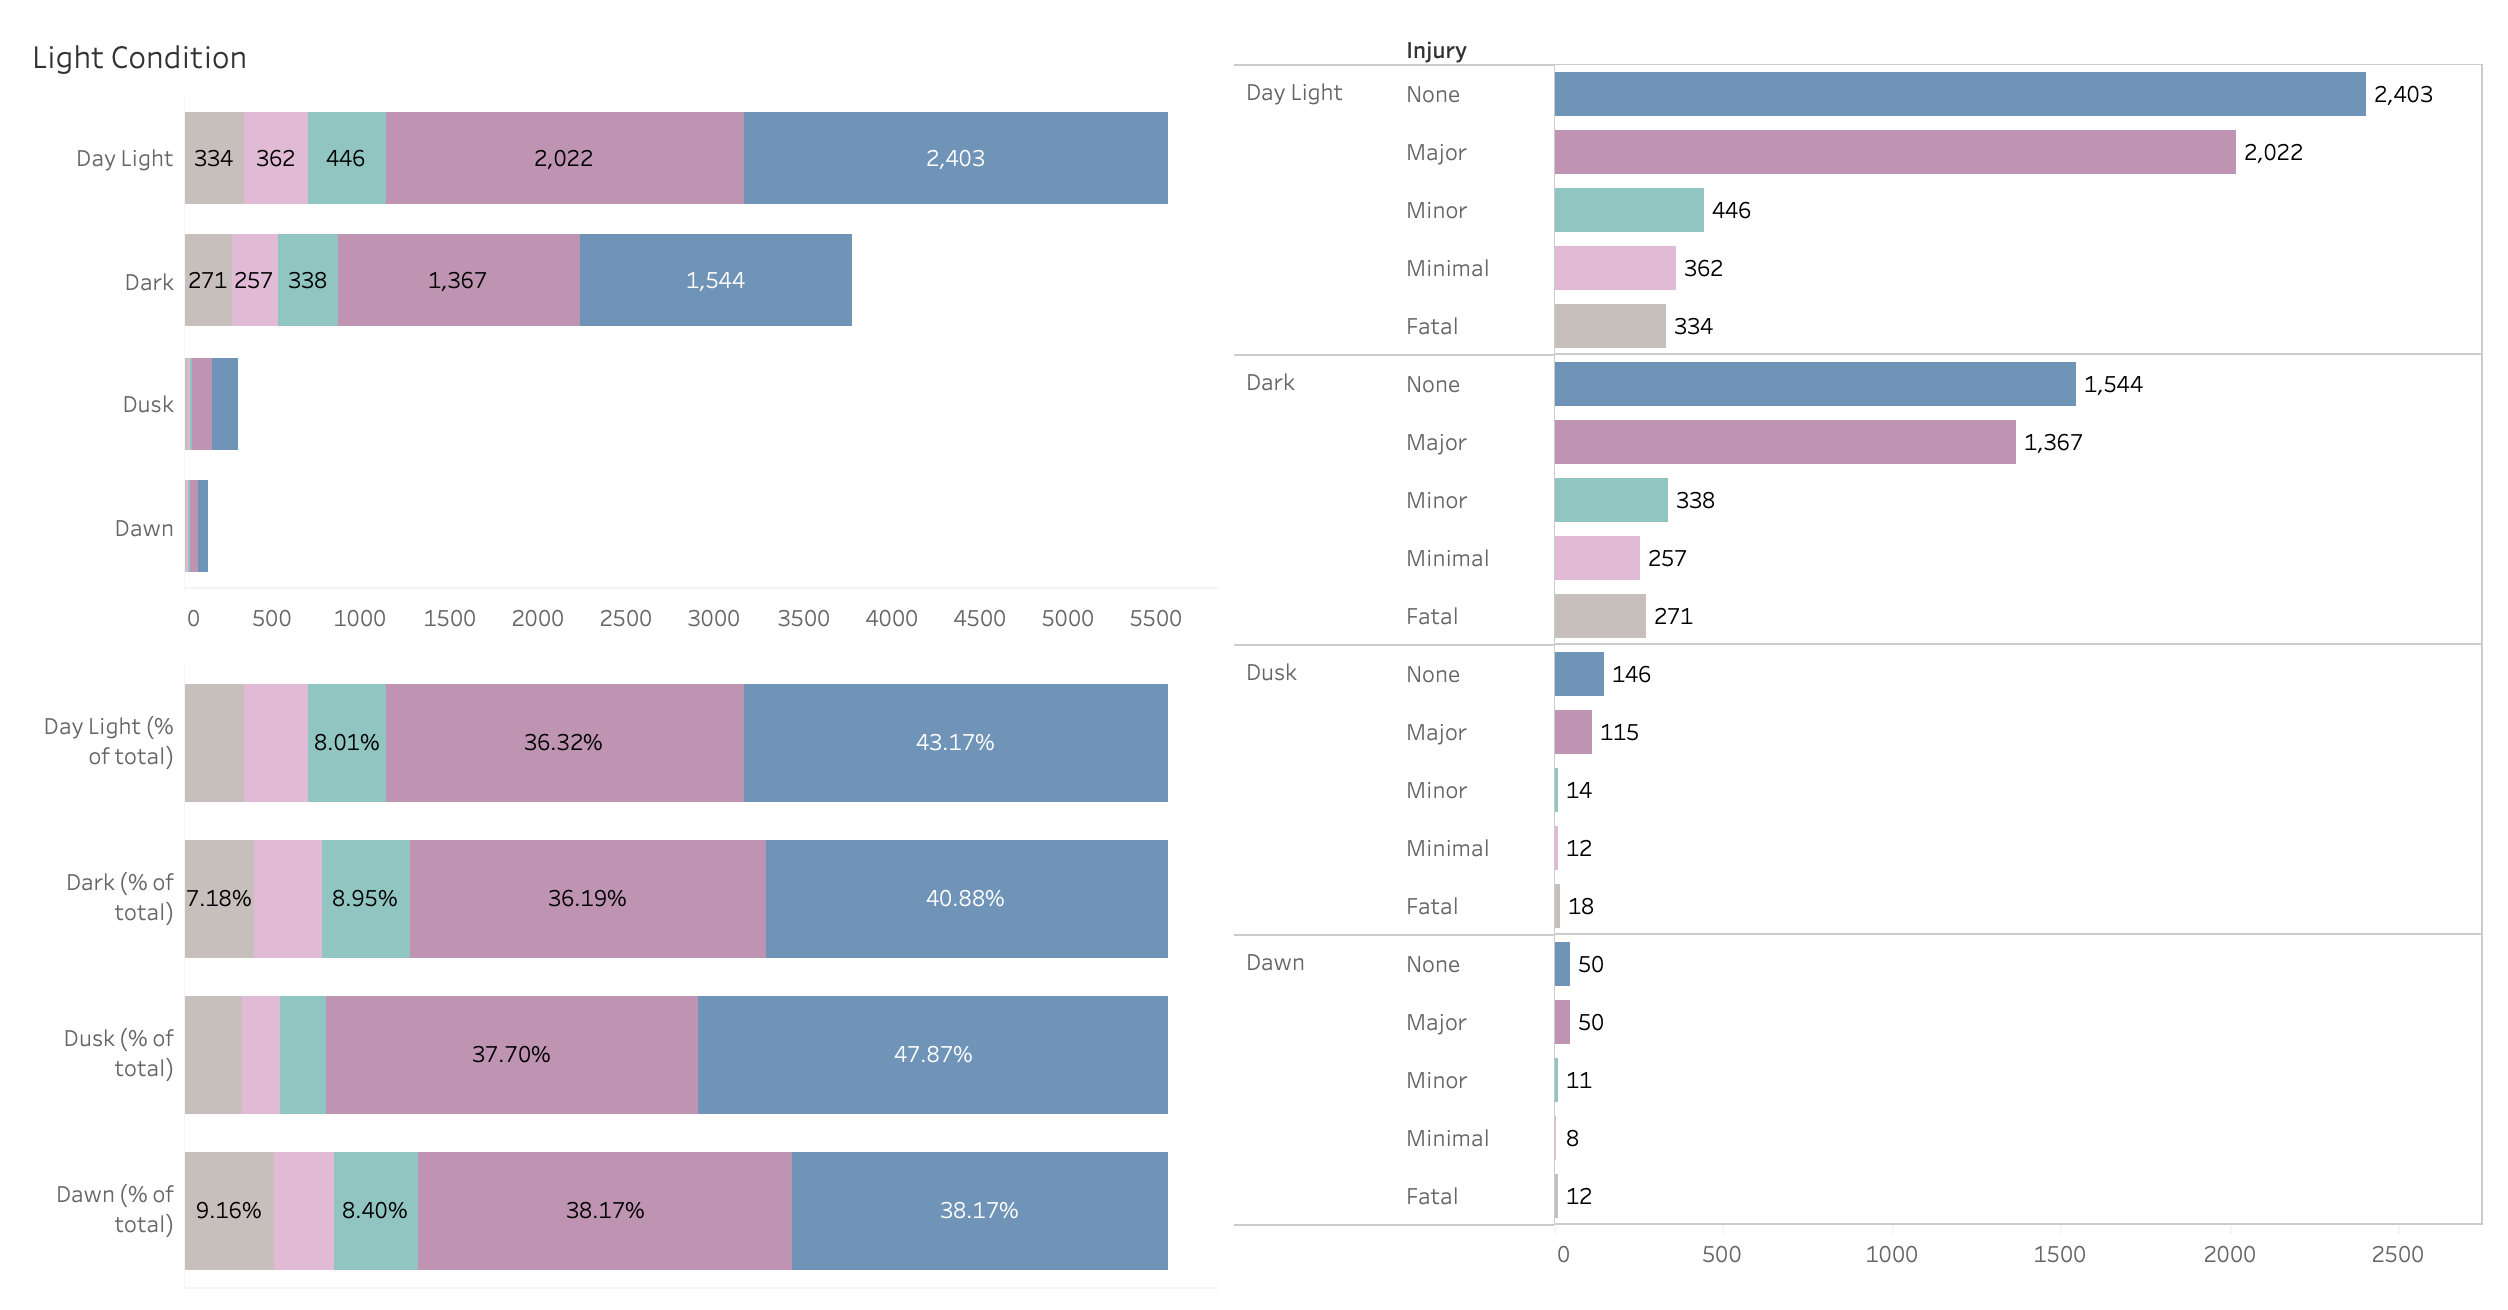 Light Condition
Day Light 334 362 446 2,022 2,403
Dark 271 257 338 1,367 1,544
Dusk
Dawn
0 500 1000 1500 2000 2500 3000 3500 4000 4500 5000 5500
Day Light (%
of total)
8.01% 36.32% 43.17%
Dark (% of
total)
7.18% 8.95% 36.19% 40.88%
Dusk (% of
total)
37.70% 47.87%
Dawn (% of
total)
9.16% 8.40% 38.17% 38.17%
Injury
Day Light None 2,403
Major 2,022
Minor 446
Minimal 362
Fatal 334
Dark None 1,544
Major 1,367
Minor 338
Minimal 257
Fatal 271
Dusk None 146
Major 115
Minor 14
Minimal 12
Fatal 18
Dawn None 50
Major 50
Minor 11
Minimal 8
Fatal 12
0 500 1000 1500 2000 2500